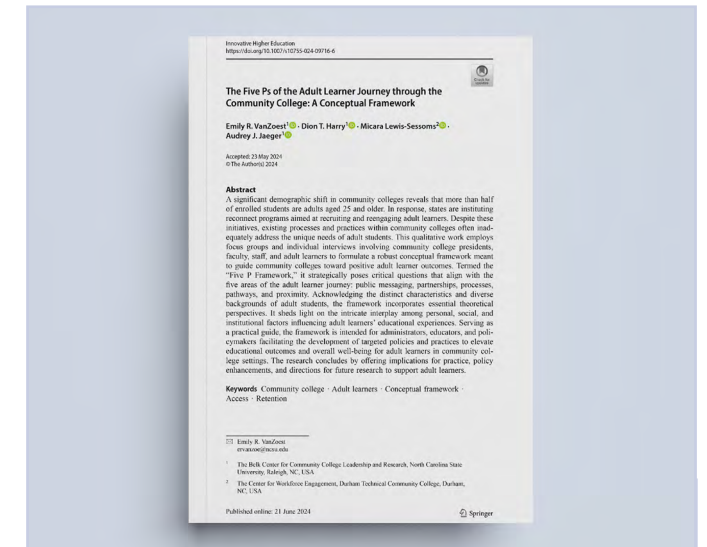 Innovative Higher Education
https://doi.org/10.1007/s10755-024-09716-6
The Five Ps of the Adult Learner Journey through the
Community College: A Conceptual Framework
Emily R. VanZoest1 · Dion T. Harry1 · Micara Lewis-Sessoms2 ·
Audrey J. Jaeger1
Accepted: 23 May 2024
© The Author(s) 2024
Abstract
A significant demographic shift in community colleges reveals that more than half
of enrolled students are adults aged 25 and older. In response, states are instituting
reconnect programs aimed at recruiting and reengaging adult learners. Despite these
initiatives, existing processes and practices within community colleges often inad-
equately address the unique needs of adult students. This qualitative work employs
focus groups and individual interviews involving community college presidents,
faculty, staff, and adult learners to formulate a robust conceptual framework meant
to guide community colleges toward positive adult learner outcomes. Termed the
“Five P Framework,” it strategically poses critical questions that align with the
five areas of the adult learner journey: public messaging, partnerships, processes,
pathways, and proximity. Acknowledging the distinct characteristics and diverse
backgrounds of adult students, the framework incorporates essential theoretical
perspectives. It sheds light on the intricate interplay among personal, social, and
institutional factors influencing adult learners’ educational experiences. Serving as
a practical guide, the framework is intended for administrators, educators, and poli-
cymakers facilitating the development of targeted policies and practices to elevate
educational outcomes and overall well-being for adult learners in community col-
lege settings. The research concludes by offering implications for practice, policy
enhancements, and directions for future research to support adult learners.
Keywords Community college · Adult learners · Conceptual framework ·
Access · Retention
Emily R. VanZoest
1 The Belk Center for Community College Leadership and Research, North Carolina State
University, Raleigh, NC, USA
2 The Center for Workforce Engagement, Durham Technical Community College, Durham,
NC, USA
Published online: 21 June 2024
Springer